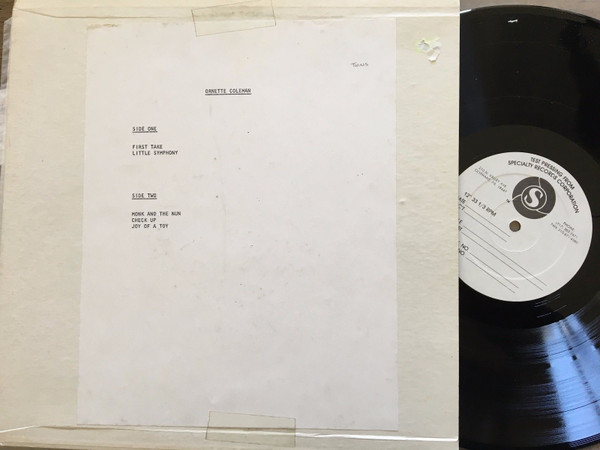 ORNETTE COLEMAN
SIDE ONE
FIRST TAKE
LITTLE SYMPHONY
SIDE TWO
MONK AND THE NUN
CHECK UP
JOY OF A TOY
TEST PRESSING FROM
SPECIALTY RECORDS CORPORATION
S
12" 33 1/3 RPM